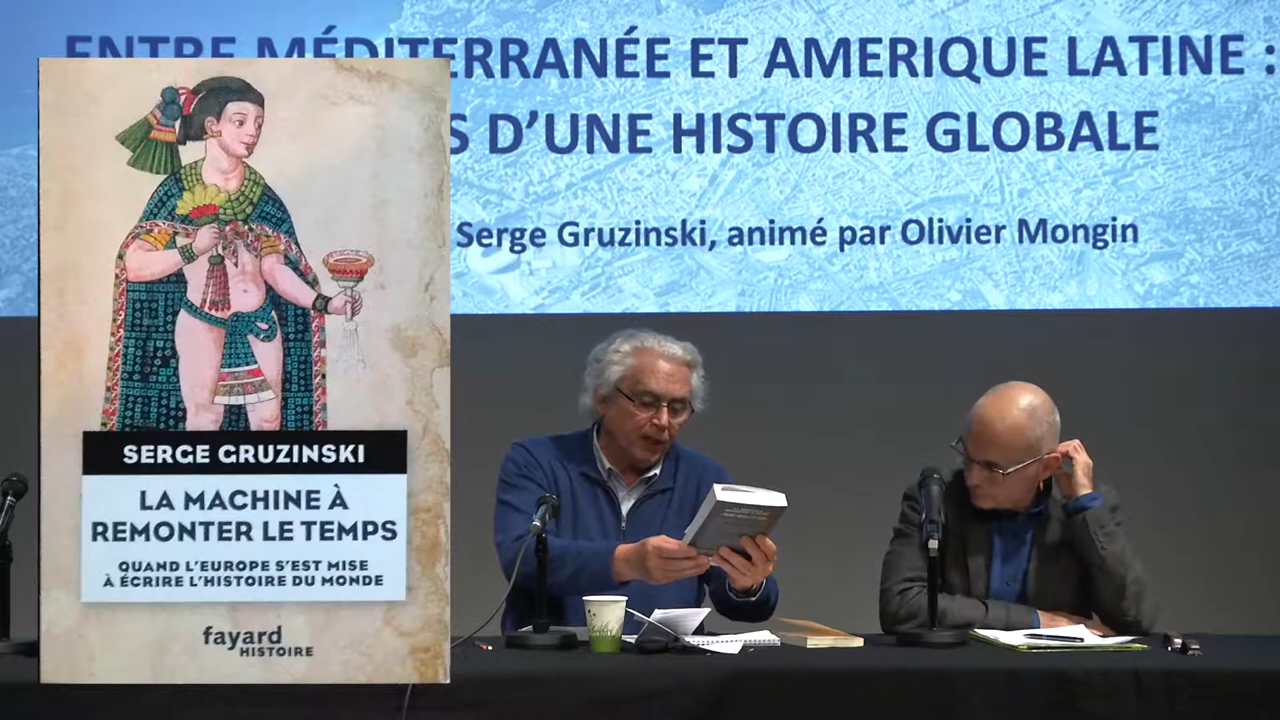 ENTRE MÉDITERRANÉE ET AMERIQUE LATINE :
S D’UNE HISTOIRE GLOBALE
Serge Gruzinski, animé par Olivier Mongin
SERGE GRUZINSKI
LA MACHINE À
REMONTER LE TEMPS
QUAND L’EUROPE S’EST MISE
À ÉCRIRE L’HISTOIRE DU MONDE
fayard
HISTOIRE